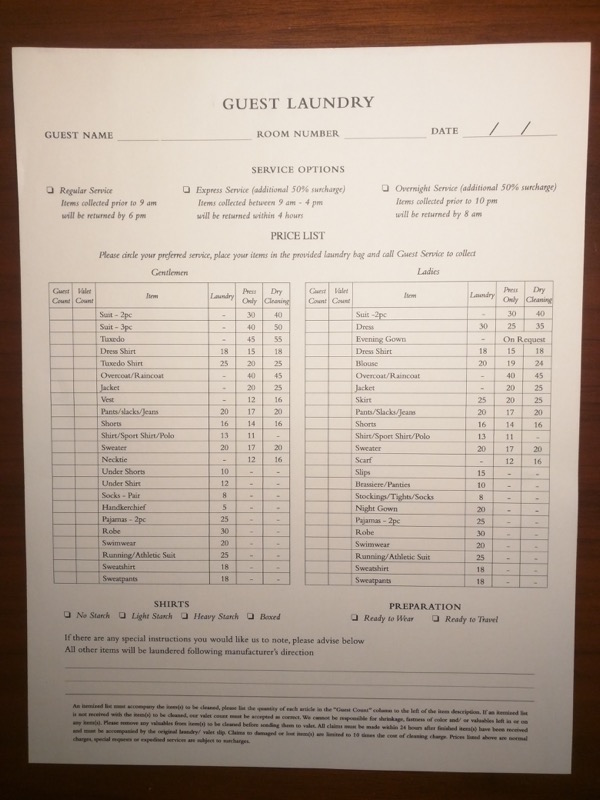 GUEST LAUNDRY
GUEST NAME ROOM NUMBER DATE / /
SERVICE OPTIONS
❑ Regular Service
Items collected prior to 9 am
will be returned by 6 pm
❑ Express Service (additional 50% surcharge)
Items collected between 9 am - 4 pm
will be returned within 4 hours
❑ Overnight Service (additional 50% surcharge)
Items collected prior to 10 pm
will be returned by 8 am
PRICE LIST
Please circle your preferred service, place your items in the provided laundry bag and call Guest Service to collect
Gentlemen
Guest Count Valet Count Item Laundry Press Only Dry Cleaning
Suit - 2pc - 30 40
Suit - 3pc - 40 50
Tuxedo - 45 55
Dress Shirt 18 15 18
Tuxedo Shirt 25 20 25
Overcoat/Raincoat - 40 45
Jacket - 20 25
Vest - 12 16
Pants/slacks/Jeans 20 17 20
Shorts 16 14 16
Shirt/Sport Shirt/Polo 13 11 -
Sweater 20 17 20
Necktie - 12 16
Under Shorts 10 - -
Under Shirt 12 - -
Socks - Pair 8 - -
Handkerchief 5 - -
Pajamas - 2pc 25 - -
Robe 30 - -
Swimwear 20 - -
Running/Athletic Suit 25 - -
Sweatshirt 18 - -
Sweatpants 18 - -
Ladies
Guest Count Valet Count Item Laundry Press Only Dry Cleaning
Suit -2pc - 30 40
Dress 30 25 35
Evening Gown - On Request
Dress Shirt 18 15 18
Blouse 20 19 24
Overcoat/Raincoat - 40 45
Jacket - 20 25
Skirt 25 20 25
Pants/Slacks/Jeans 20 17 20
Shorts 16 14 16
Shirt/Sport Shirt/Polo 13 11 -
Sweater 20 17 20
Scarf - 12 16
Slips 15 - -
Brassiere/Panties 10 - -
Stockings/Tights/Socks 8 - -
Night Gown 20 - -
Pajamas - 2pc 25 - -
Robe 30 - -
Swimwear 20 - -
Running/Athletic Suit 25 - -
Sweatshirt 18 - -
Sweatpants 18 - -
SHIRTS
❑ No Starch ❑ Light Starch ❑ Heavy Starch ❑ Boxed
PREPARATION
❑ Ready to Wear ❑ Ready to Travel
If there are any special instructions you would like us to note, please advise below
All other items will be laundered following manufacturer's direction
An itemized list must accompany the item(s) to be cleaned, please list the quantity of each article in the "Guest Count" column to the left of the item description. If an itemized list
is not received with the item(s) to be cleaned, our valet count must be accepted as correct. We cannot be responsible for shrinkage, fastness of color and/ or valuables left in or on
any item(s). Please remove any valuables from item(s) to be cleaned before sending them to valet. All claims must be made within 24 hours after finished item(s) have been received
and must be accompanied by the original laundry/ valet slip. Claims to damaged or lost item(s) are limited to 10 times the cost of cleaning charge. Prices listed above are normal
charges, special requests or expedited services are subject to surcharges.